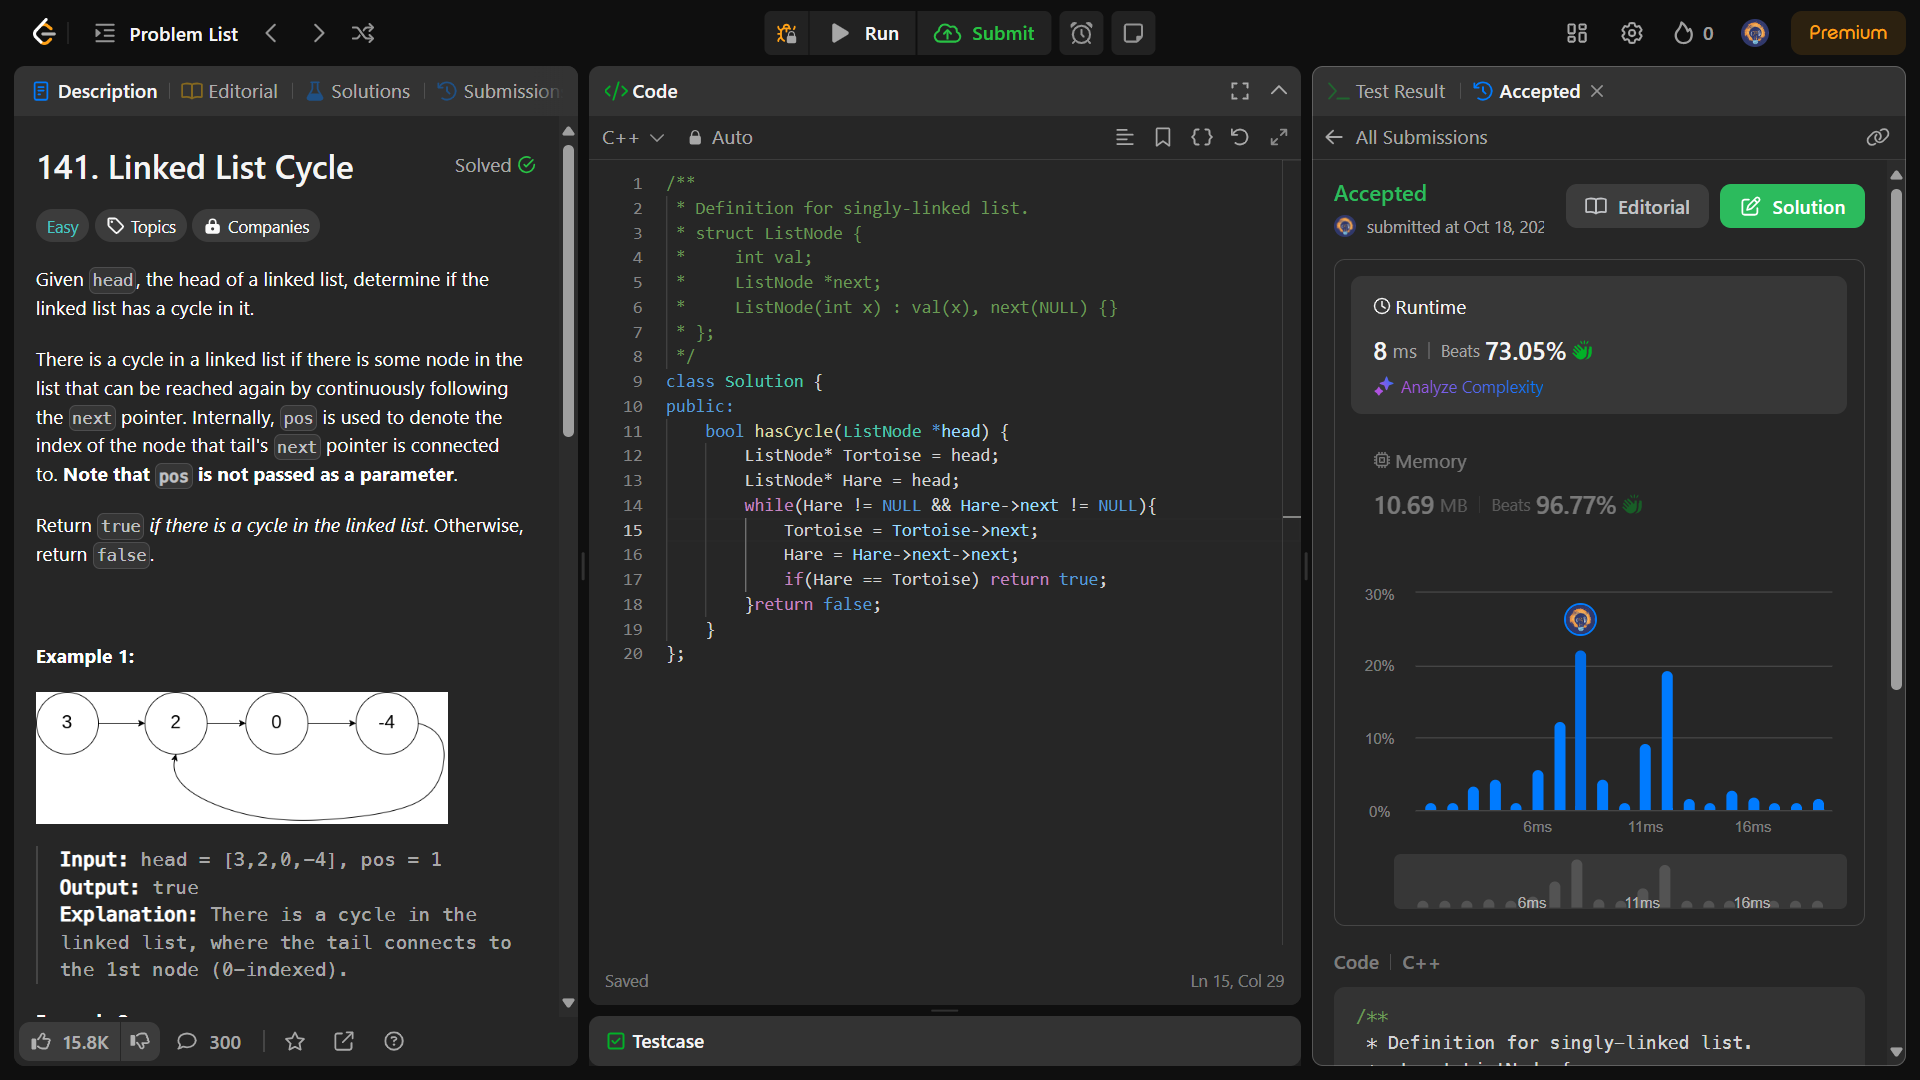 Problem List
Run
Submit
0
Premium
Description
Editorial
Solutions
Submission
141. Linked List Cycle
Solved
Easy
Topics
Companies
Given head, the head of a linked list, determine if the
linked list has a cycle in it.
There is a cycle in a linked list if there is some node in the
list that can be reached again by continuously following
the next pointer. Internally, pos is used to denote the
index of the node that tail's next pointer is connected
to. Note that pos is not passed as a parameter.
Return true if there is a cycle in the linked list. Otherwise,
return false.
Example 1:
3 2 0 -4
Input: head = [3,2,0,-4], pos = 1
Output: true
Explanation: There is a cycle in the
linked list, where the tail connects to
the 1st node (0-indexed).
15.8K
300
</> Code
C++
Auto
1 /**
2  * Definition for singly-linked list.
3  * struct ListNode {
4  *     int val;
5  *     ListNode *next;
6  *     ListNode(int x) : val(x), next(NULL) {}
7  * };
8  */
9 class Solution {
10 public:
11     bool hasCycle(ListNode *head) {
12         ListNode* Tortoise = head;
13         ListNode* Hare = head;
14         while(Hare != NULL && Hare->next != NULL){
15             Tortoise = Tortoise->next;
16             Hare = Hare->next->next;
17             if(Hare == Tortoise) return true;
18         }return false;
19     }
20 };
Saved
Ln 15, Col 29
Testcase
Test Result
Accepted
All Submissions
Accepted
submitted at Oct 18, 202
Editorial
Solution
Runtime
8 ms | Beats 73.05%
Analyze Complexity
Memory
10.69 MB | Beats 96.77%
30%
20%
10%
0%
6ms 11ms 16ms
6ms 11ms 16ms
Code | C++
/**
 * Definition for singly-linked list.